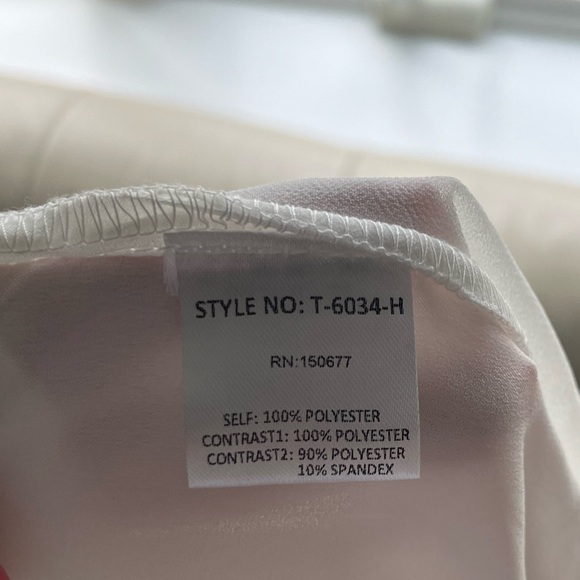 STYLE NO: T-6034-H
RN:150677
SELF: 100% POLYESTER
CONTRAST1: 100% POLYESTER
CONTRAST2: 90% POLYESTER
10% SPANDEX